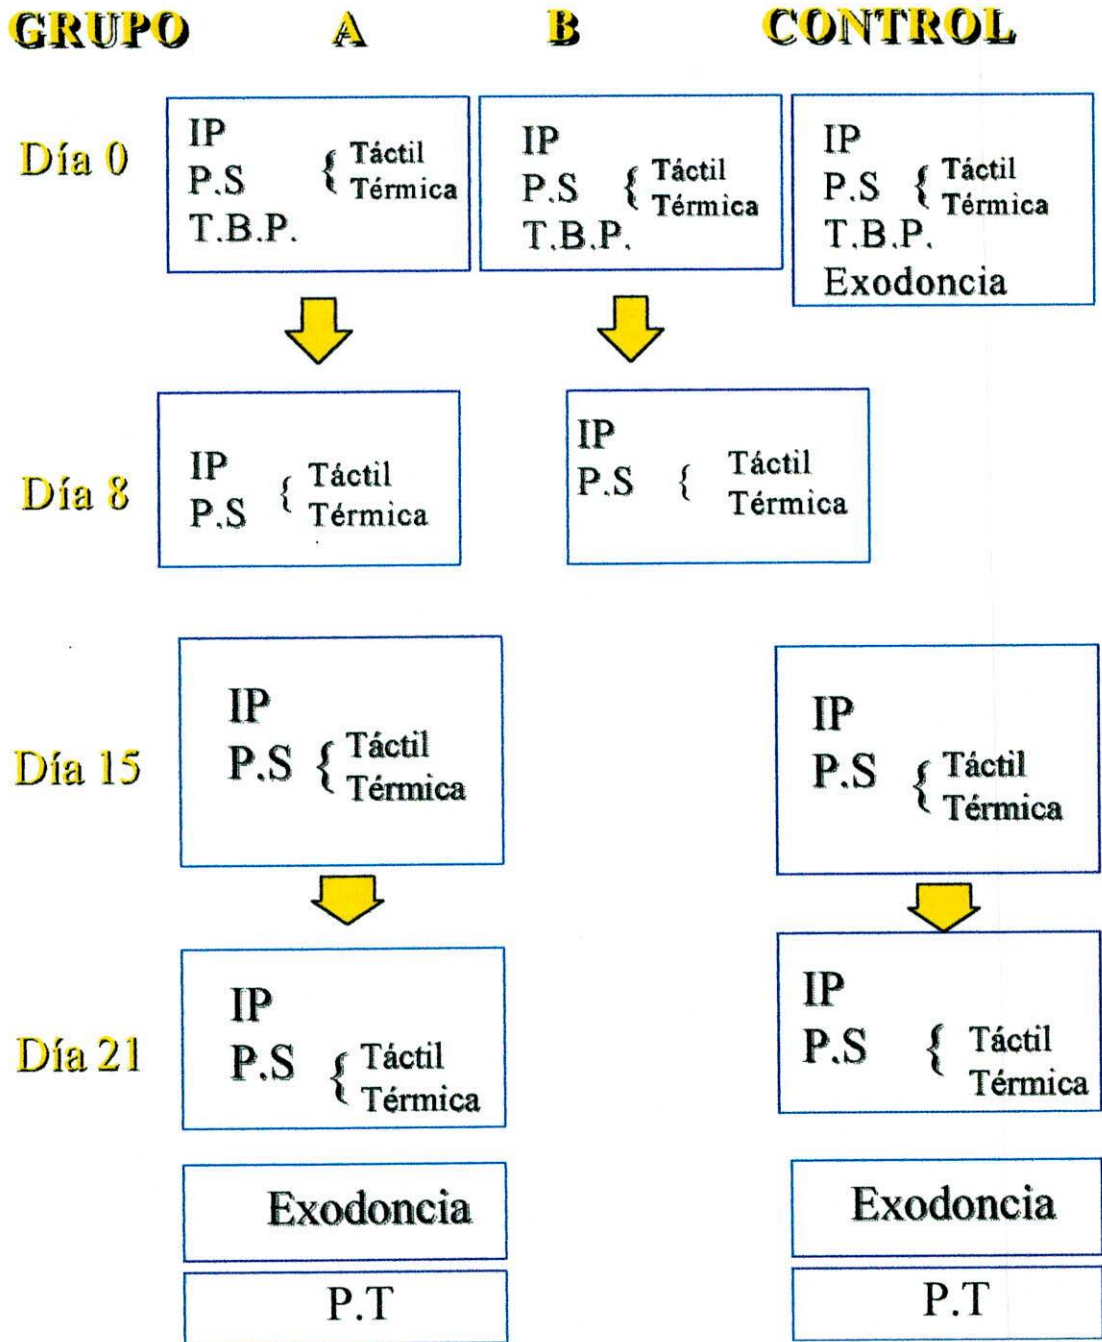 GRUPO A B CONTROL
Día 0
IP
P.S { Táctil
Térmica
T.B.P.
IP
P.S { Táctil
Térmica
T.B.P.
IP
P.S { Táctil
Térmica
T.B.P.
Exodoncia
Día 8
IP
P.S { Táctil
Térmica
IP
P.S { Táctil
Térmica
Día 15
IP
P.S { Táctil
Térmica
IP
P.S { Táctil
Térmica
Día 21
IP
P.S { Táctil
Térmica
IP
P.S { Táctil
Térmica
Exodoncia
Exodoncia
P.T
P.T